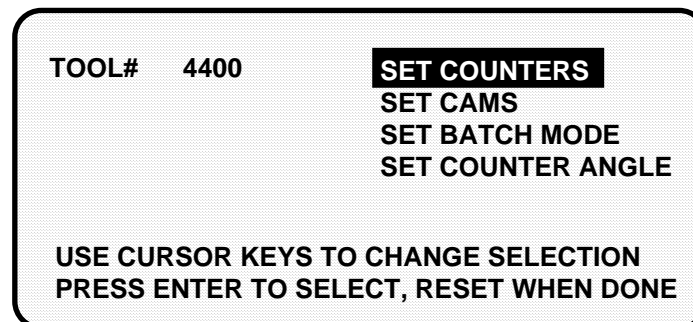 TOOL# 4400 SET COUNTERS
SET CAMS
SET BATCH MODE
SET COUNTER ANGLE
USE CURSOR KEYS TO CHANGE SELECTION
PRESS ENTER TO SELECT, RESET WHEN DONE